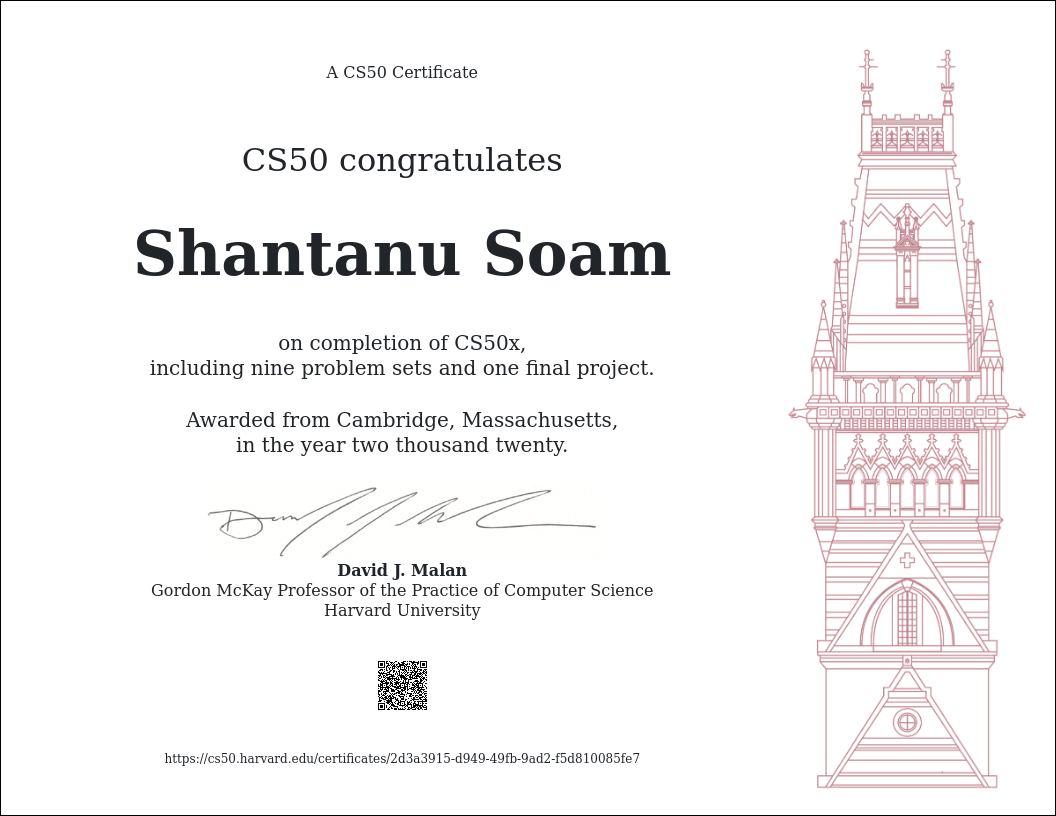 A CS50 Certificate
CS50 congratulates
Shantanu Soam
on completion of CS50x,
including nine problem sets and one final project.
Awarded from Cambridge, Massachusetts,
in the year two thousand twenty.
David J. Malan
Gordon McKay Professor of the Practice of Computer Science
Harvard University
https://cs50.harvard.edu/certificates/2d3a3915-d949-49fb-9ad2-f5d810085fe7